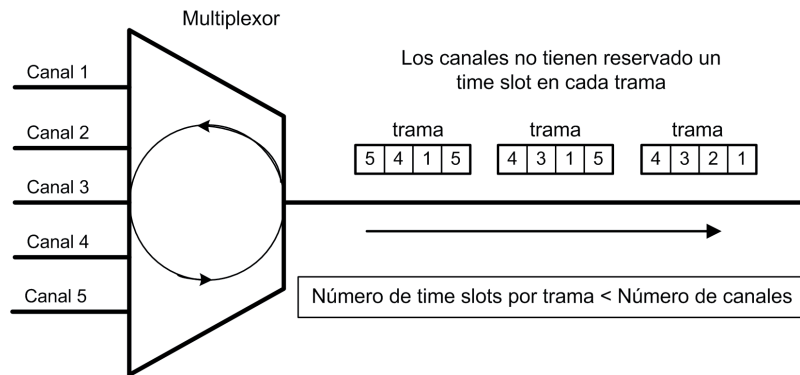 Multiplexor
Canal 1
Canal 2
Canal 3
Canal 4
Canal 5
Los canales no tienen reservado un
time slot en cada trama
trama trama trama
5 4 1 5 4 3 1 5 4 3 2 1
Número de time slots por trama < Número de canales